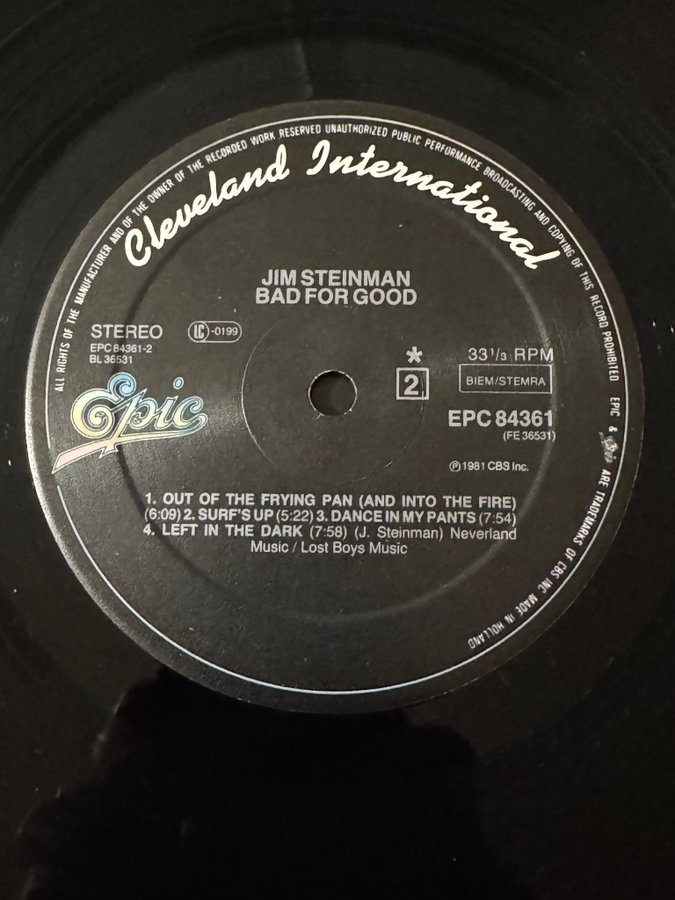 ALL RIGHTS OF THE MANUFACTURER AND OF THE OWNER OF THE RECORDED WORK RESERVED UNAUTHORIZED PUBLIC PERFORMANCE BROADCASTING AND COPYING OF THIS RECORD PROHIBITED EPIC & ARE TRADEMARKS OF CBS INC MADE IN HOLLAND
Cleveland International
JIM STEINMAN
BAD FOR GOOD
STEREO LC-0199
EPC 84361-2
BL 36531
Epic
* 33 1/3 RPM
2 BIEM/STEMRA
EPC 84361
(FE 36531)
Ⓟ 1981 CBS Inc.
1. OUT OF THE FRYING PAN (AND INTO THE FIRE)
(6:09) 2. SURF'S UP (5:22) 3. DANCE IN MY PANTS (7:54)
4. LEFT IN THE DARK (7:58) (J. Steinman) Neverland
Music / Lost Boys Music